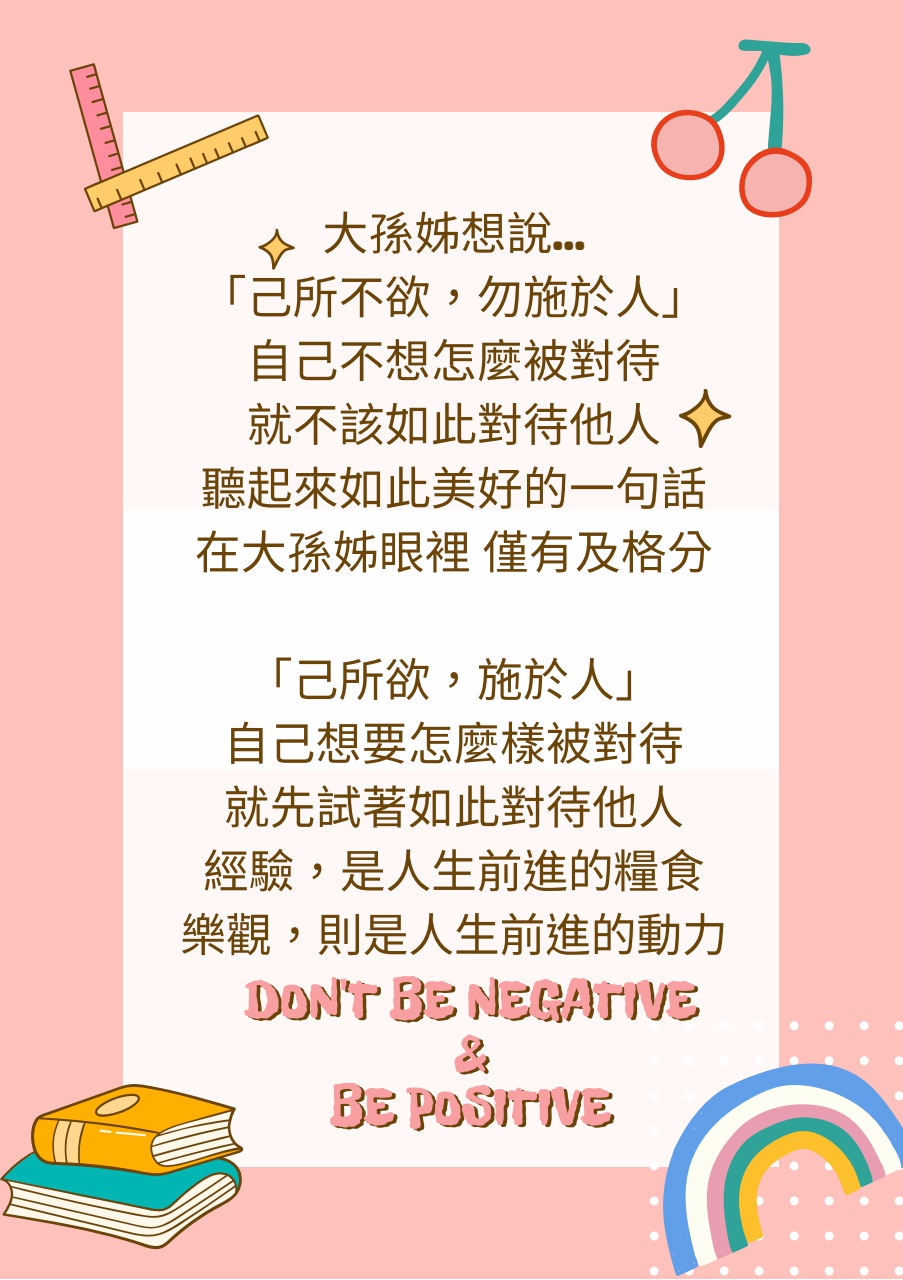 大孫姊想說...
「己所不欲，勿施於人」
自己不想怎麼被對待
就不該如此對待他人
聽起來如此美好的一句話
在大孫姊眼裡 僅有及格分
「己所欲，施於人」
自己想要怎麼樣被對待
就先試著如此對待他人
經驗，是人生前進的糧食
樂觀，則是人生前進的動力
DON'T BE NEGATIVE
&
BE POSITIVE